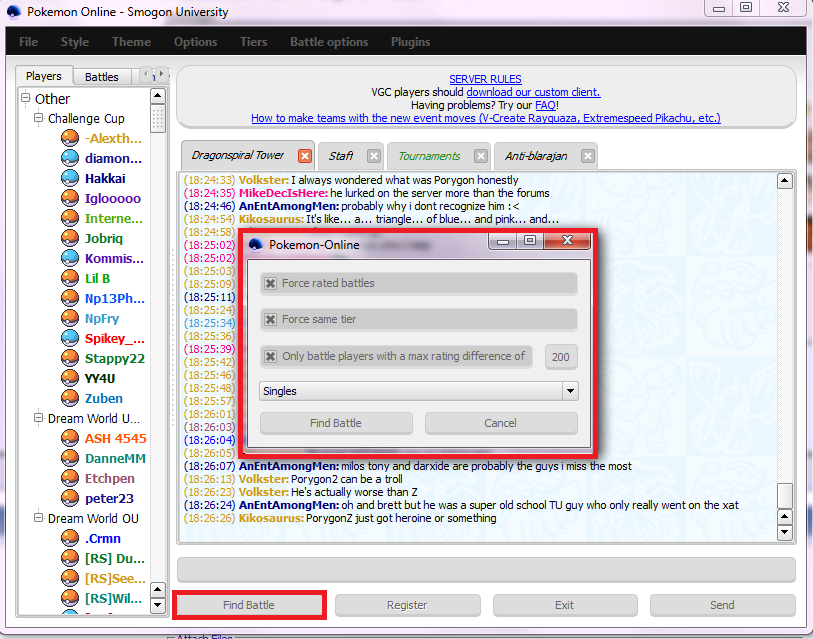 Pokemon Online - Smogon University
File Style Theme Options Tiers Battle options Plugins
Players Battles
Other
Challenge Cup
-Alexth...
diamon...
Hakkai
Iglooooo
Interne...
Jobriq
Kommis...
Lil B
Np13Ph...
NpFry
Spikey_...
Stappy22
YY4U
Zuben
Dream World U...
ASH 4545
DanneMM
Etchpen
peter23
Dream World OU
.Crmn
[RS] Du...
[RS]See...
[RS]Wil...
SERVER RULES
VGC players should download our custom client.
Having problems? Try our FAQ!
How to make teams with the new event moves (V-Create Rayquaza, Extremespeed Pikachu, etc.)
Dragonspiral Tower Staff Tournaments Anti-blarajan
(18:24:33) Volkster: I always wondered what was Porygon honestly
(18:24:35) MikeDecIsHere: he lurked on the server more than the forums
(18:24:46) AnEntAmongMen: probably why i dont recognize him :<
(18:24:54) Kikosaurus: It's like... a... triangle... of blue... and pink... and...
(18:24:58)
(18:25:02)
(18:25:03)
(18:25:09)
(18:25:11)
(18:25:24)
(18:25:34)
(18:25:36)
(18:25:39)
(18:25:42)
(18:25:46)
(18:25:48)
(18:25:57)
(18:26:01)
(18:26:03)
(18:26:04)
(18:26:05)
(18:26:07) AnEntAmongMen: milos tony and darxide are probably the guys i miss the most
(18:26:13) Volkster: Porygon2 can be a troll
(18:26:23) Volkster: He's actually worse than Z
(18:26:24) AnEntAmongMen: oh and brett but he was a super old school TU guy who only really went on the xat
(18:26:26) Kikosaurus: PorygonZ just got heroine or something
Pokemon-Online
Force rated battles
Force same tier
Only battle players with a max rating difference of 200
Singles
Find Battle Cancel
Find Battle Register Exit Send
Attach Files